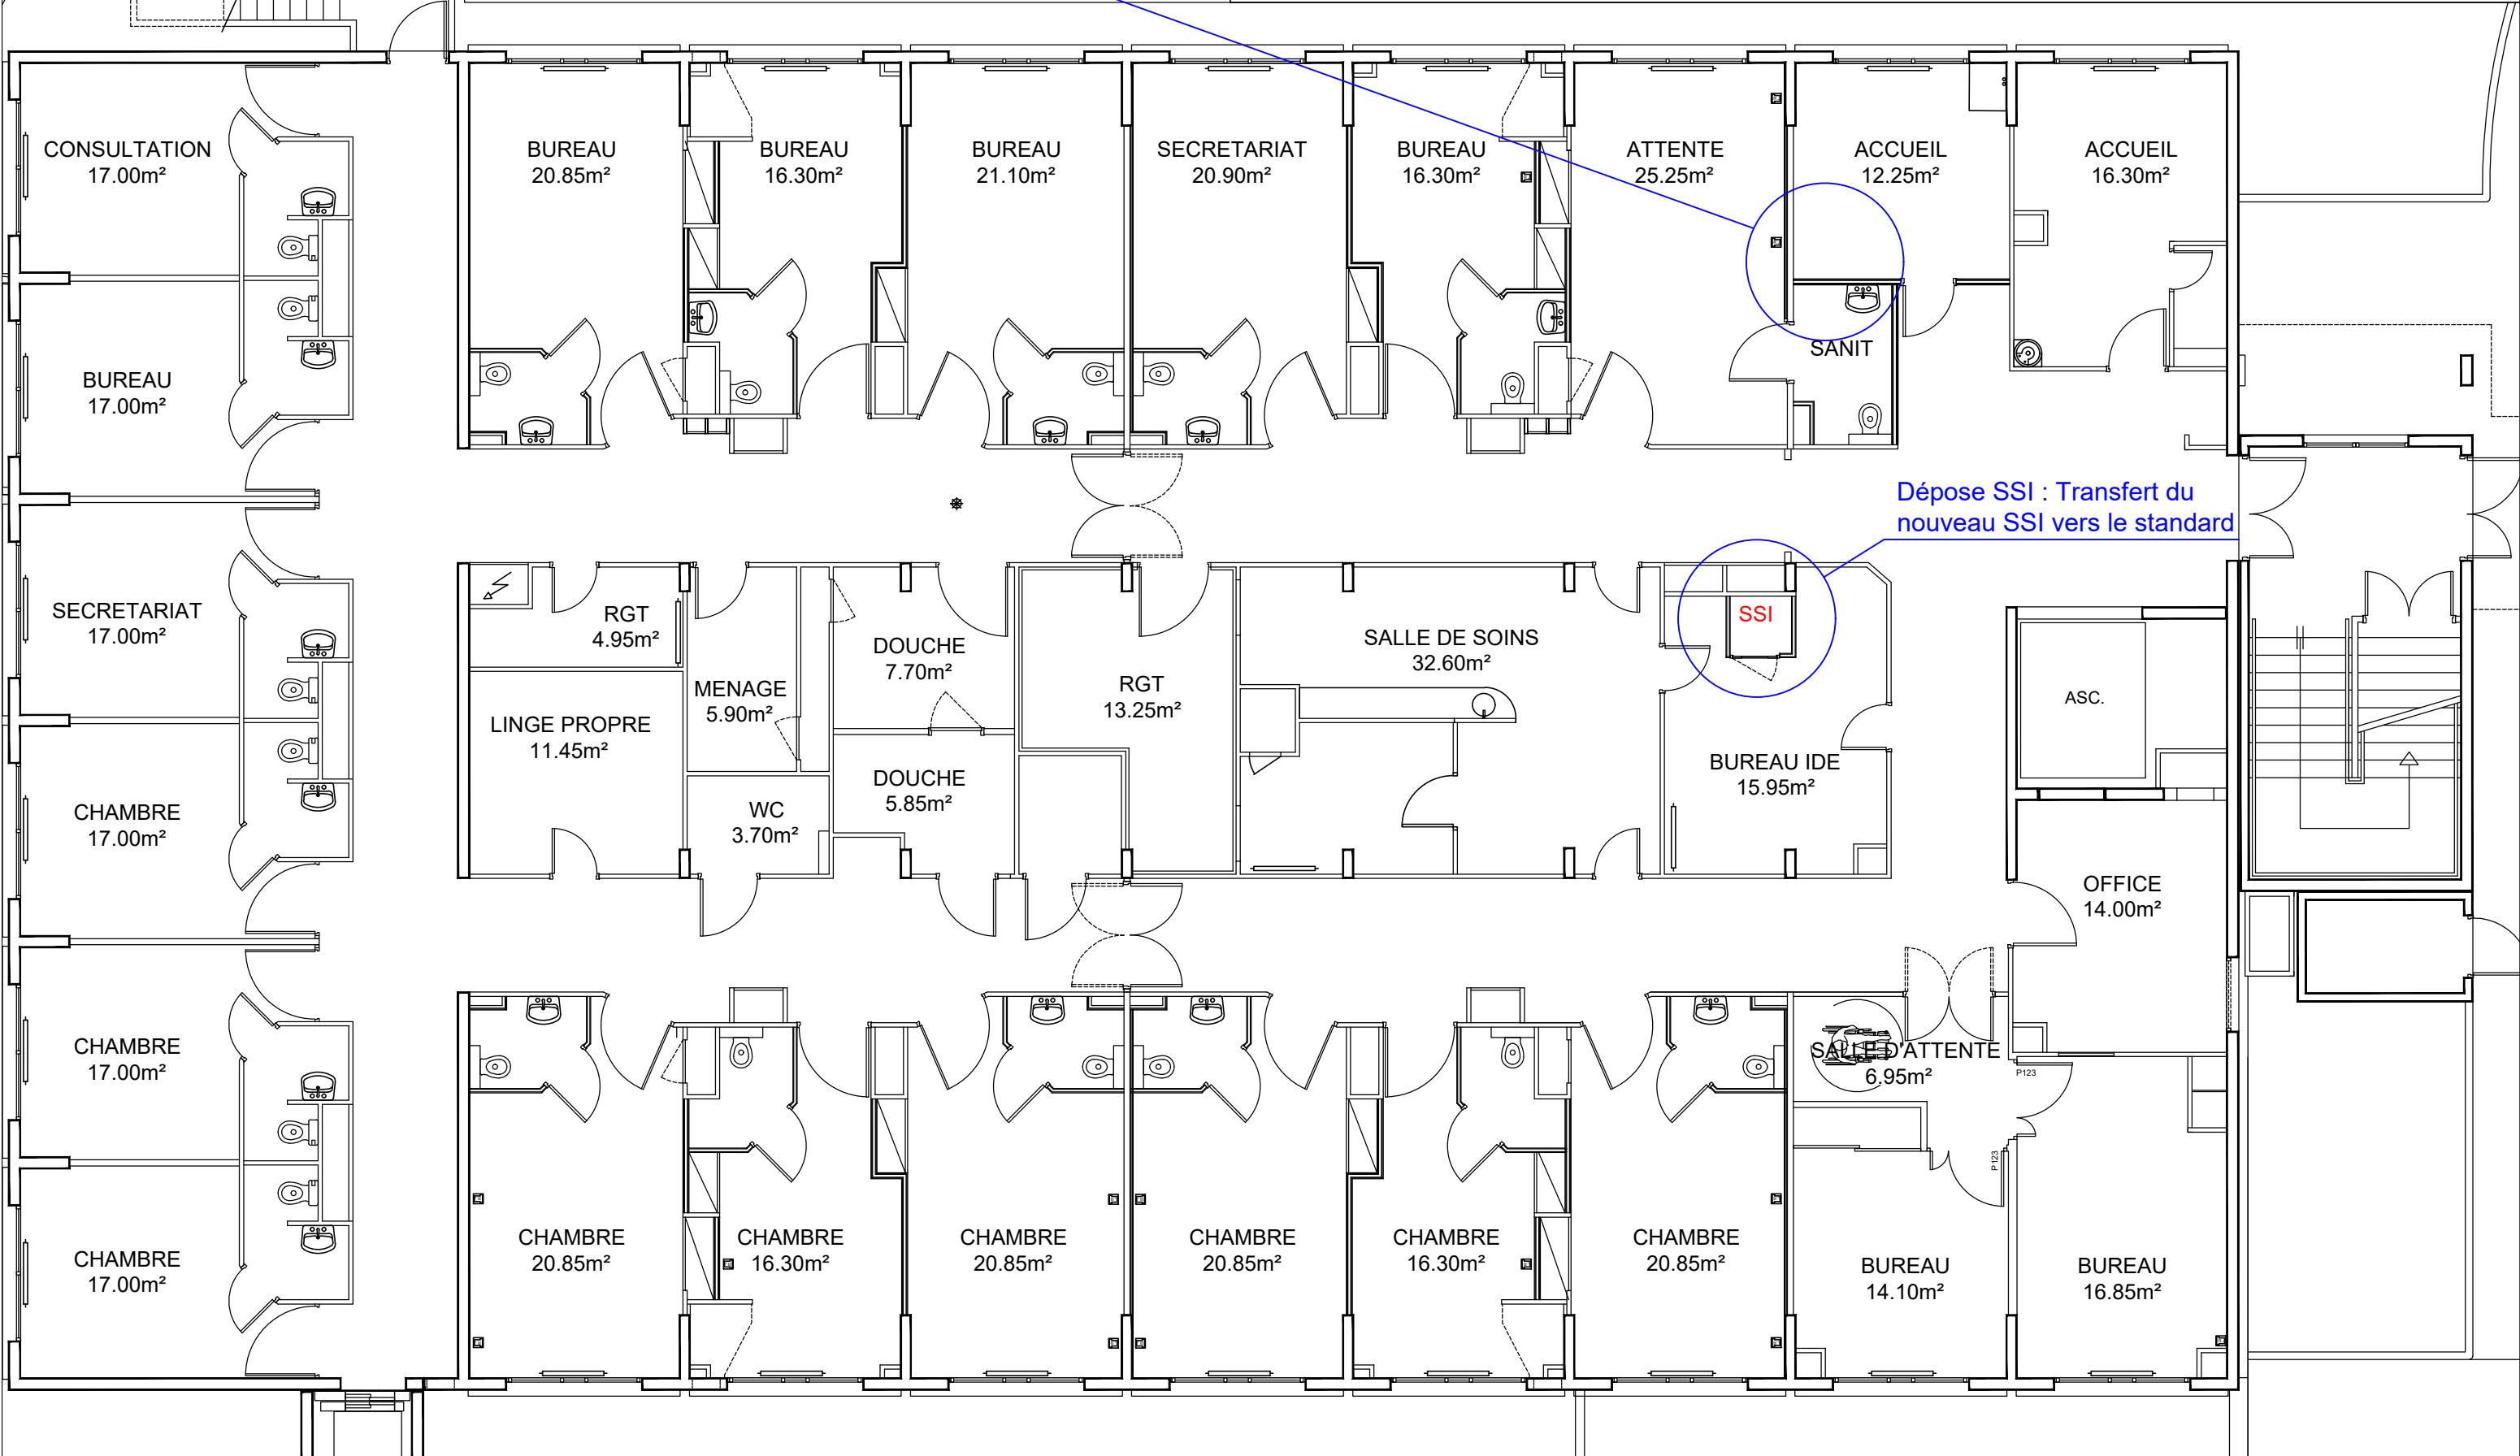 CONSULTATION
17.00m²
BUREAU
20.85m²
BUREAU
16.30m²
BUREAU
21.10m²
SECRETARIAT
20.90m²
BUREAU
16.30m²
ATTENTE
25.25m²
ACCUEIL
12.25m²
ACCUEIL
16.30m²
SANIT
BUREAU
17.00m²
Dépose SSI : Transfert du
nouveau SSI vers le standard
SECRETARIAT
17.00m²
RGT
4.95m²
MENAGE
5.90m²
DOUCHE
7.70m²
RGT
13.25m²
SALLE DE SOINS
32.60m²
SSI
ASC.
LINGE PROPRE
11.45m²
WC
3.70m²
DOUCHE
5.85m²
BUREAU IDE
15.95m²
CHAMBRE
17.00m²
OFFICE
14.00m²
CHAMBRE
17.00m²
SALLE D'ATTENTE
6.95m²
P123
P123
CHAMBRE
17.00m²
CHAMBRE
20.85m²
CHAMBRE
16.30m²
CHAMBRE
20.85m²
CHAMBRE
20.85m²
CHAMBRE
16.30m²
CHAMBRE
20.85m²
BUREAU
14.10m²
BUREAU
16.85m²